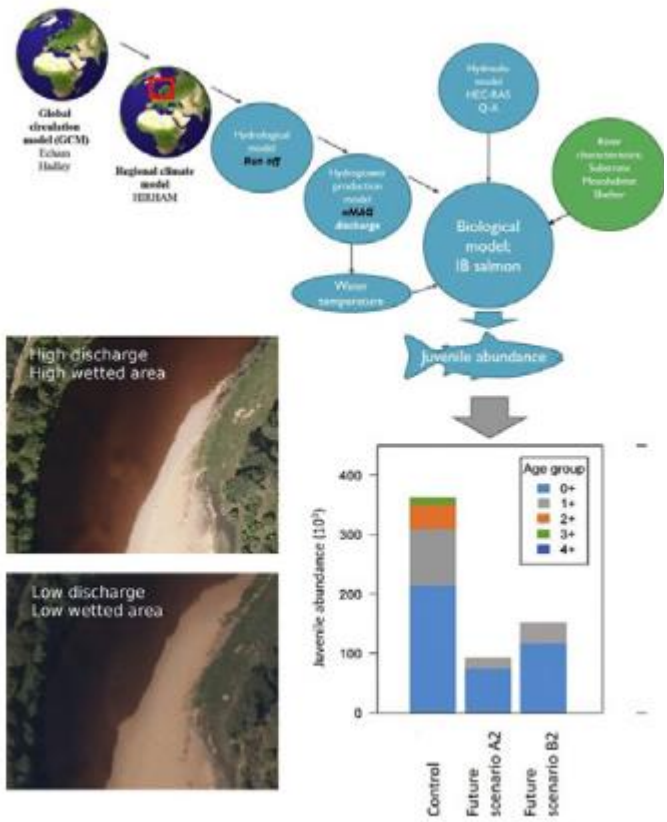 Global
circulation
model (GCM)
Echam
Hadley
Regional climate
model
HIRHAM
Hydrological
model
Run off
Hydropower
production
model
nMAG
discharge
Water
temperature
Hydraulic
model
HEC-RAS
Q-A
River
characteristics:
Substrate
Mesohabitat
Shelter
Biological
model;
IB salmon
Juvenile abundance
High discharge
High wetted area
Low discharge
Low wetted area
Juvenile abundance (10³)
400
300
200
100
0
Age group
0+
1+
2+
3+
4+
Control
Future
scenario A2
Future
scenario B2